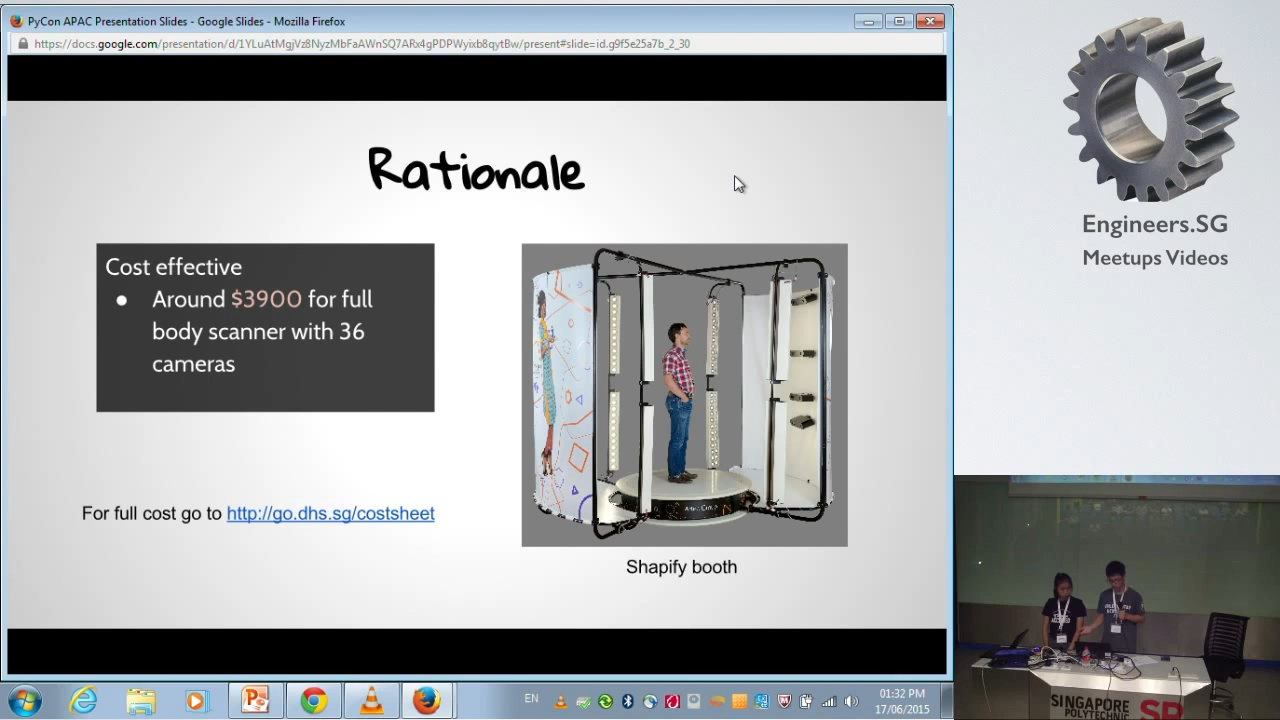 PyCon APAC Presentation Slides - Google Slides - Mozilla Firefox
https://docs.google.com/presentation/d/1YLuAtMgjVz8NyzMbFaAWnSQ7ARx4gPDPWyixb8qytBw/present#slide=id.g9f5e25a7b_2_30
Rationale
Cost effective
● Around $3900 for full
body scanner with 36
cameras
For full cost go to http://go.dhs.sg/costsheet
Shapify booth
EN
01:32 PM
17/06/2015
Engineers.SG
Meetups Videos
SINGAPORE
POLYTECHNIC
SP